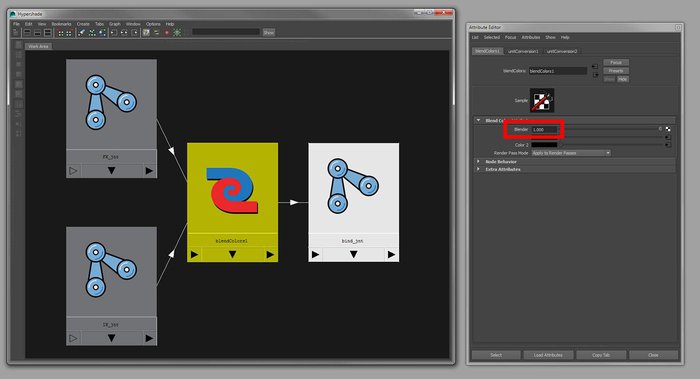 Hypershade
File Edit View Bookmarks Create Tabs Graph Window Options Help
Show
Work Area
FK_jnt
IK_jnt
blendColors1
bind_jnt
Attribute Editor
List Selected Focus Attributes Show Help
blendColors1 unitConversion1 unitConversion2
blendColors: blendColors1
Focus
Presets
Show Hide
Sample
Blend Co
Blender 1.000
Color 2
Render Pass Mode Apply to Render Passes
Node Behavior
Extra Attributes
Select Load Attributes Copy Tab Close